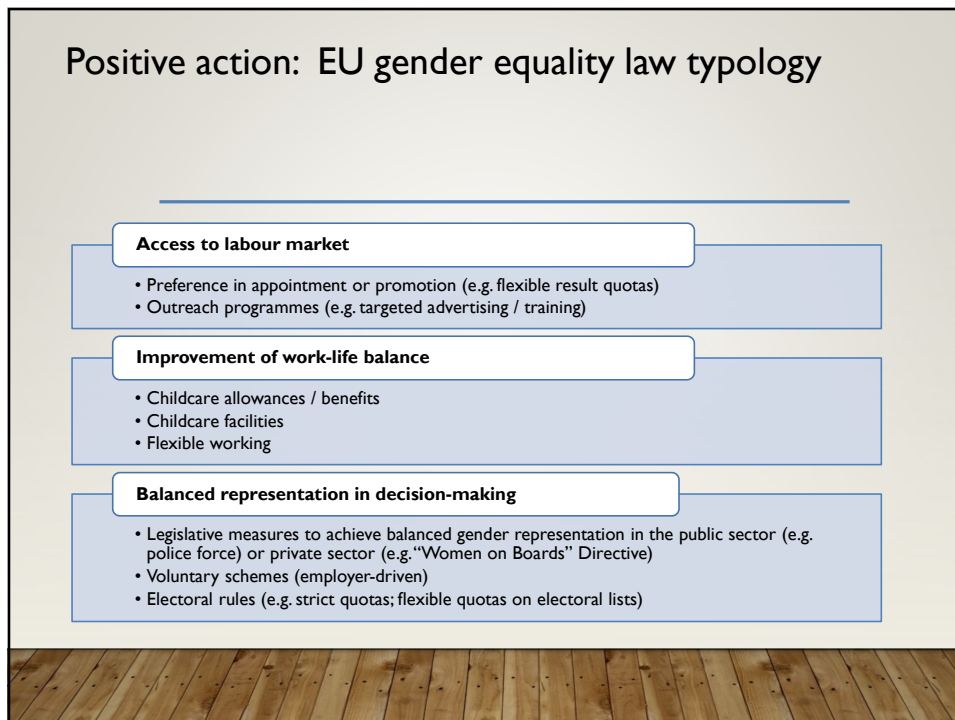 Positive action:  EU gender equality law typology
Access to labour market
• Preference in appointment or promotion (e.g. flexible result quotas)
• Outreach programmes (e.g. targeted advertising / training)
Improvement of work-life balance
• Childcare allowances / benefits
• Childcare facilities
• Flexible working
Balanced representation in decision-making
• Legislative measures to achieve balanced gender representation in the public sector (e.g.
police force) or private sector (e.g. “Women on Boards” Directive)
• Voluntary schemes (employer-driven)
• Electoral rules (e.g. strict quotas; flexible quotas on electoral lists)